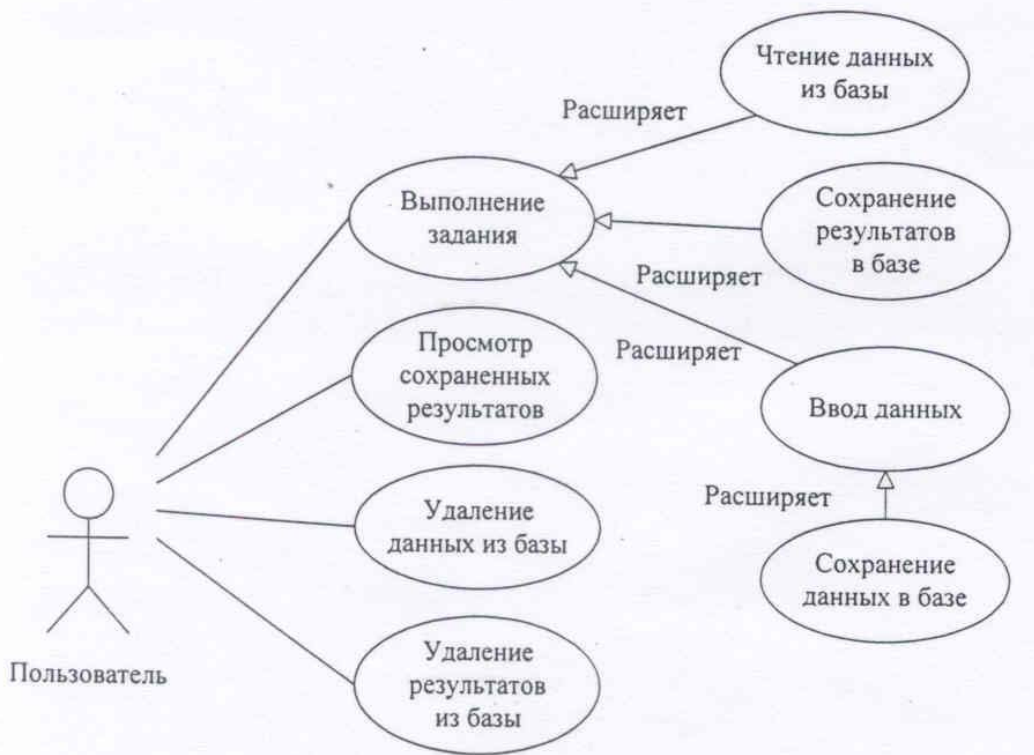 Чтение данных
из базы
Расширяет
Выполнение
задания
Сохранение
результатов
в базе
Расширяет
Просмотр
сохраненных
результатов
Расширяет
Ввод данных
Удаление
данных из базы
Расширяет
Сохранение
данных в базе
Пользователь
Удаление
результатов
из базы